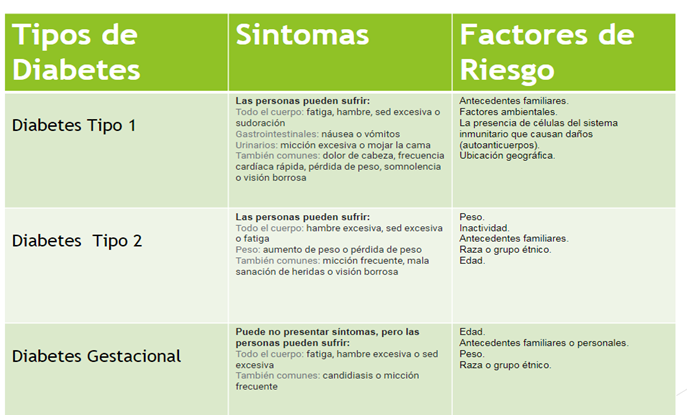 Tipos de
Diabetes
Sintomas
Factores de
Riesgo
Diabetes Tipo 1
Las personas pueden sufrir:
Todo el cuerpo: fatiga, hambre, sed excesiva o
sudoración
Gastrointestinales: náusea o vómitos
Urinarios: micción excesiva o mojar la cama
También comunes: dolor de cabeza, frecuencia
cardíaca rápida, pérdida de peso, somnolencia
o visión borrosa
Antecedentes familiares.
Factores ambientales.
La presencia de células del sistema
inmunitario que causan daños
(autoanticuerpos).
Ubicación geográfica.
Diabetes Tipo 2
Las personas pueden sufrir:
Todo el cuerpo: hambre excesiva, sed excesiva
o fatiga
Peso: aumento de peso o pérdida de peso
También comunes: micción frecuente, mala
sanación de heridas o visión borrosa
Peso.
Inactividad.
Antecedentes familiares.
Raza o grupo étnico.
Edad.
Diabetes Gestacional
Puede no presentar síntomas, pero las
personas pueden sufrir:
Todo el cuerpo: fatiga, hambre excesiva o sed
excesiva
También comunes: candidiasis o micción
frecuente
Edad.
Antecedentes familiares o personales.
Peso.
Raza o grupo étnico.